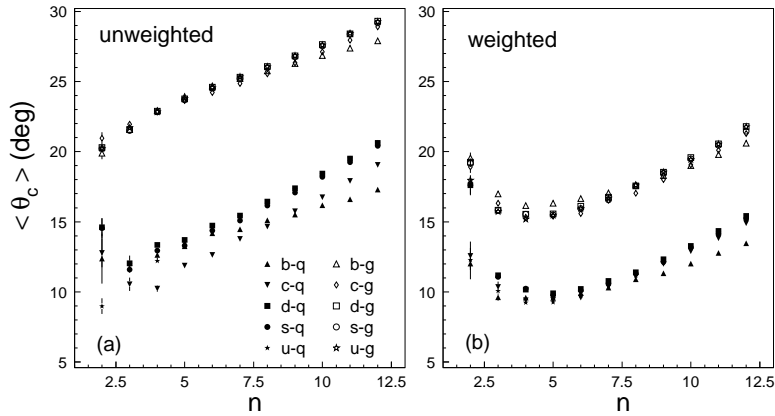 < θ_c > (deg)
30
25
20
15
10
5
unweighted
b-q b-g
c-q c-g
d-q d-g
s-q s-g
u-q u-g
(a)
2.5 5 7.5 10 12.5
n
30
25
20
15
10
5
weighted
(b)
2.5 5 7.5 10 12.5
n